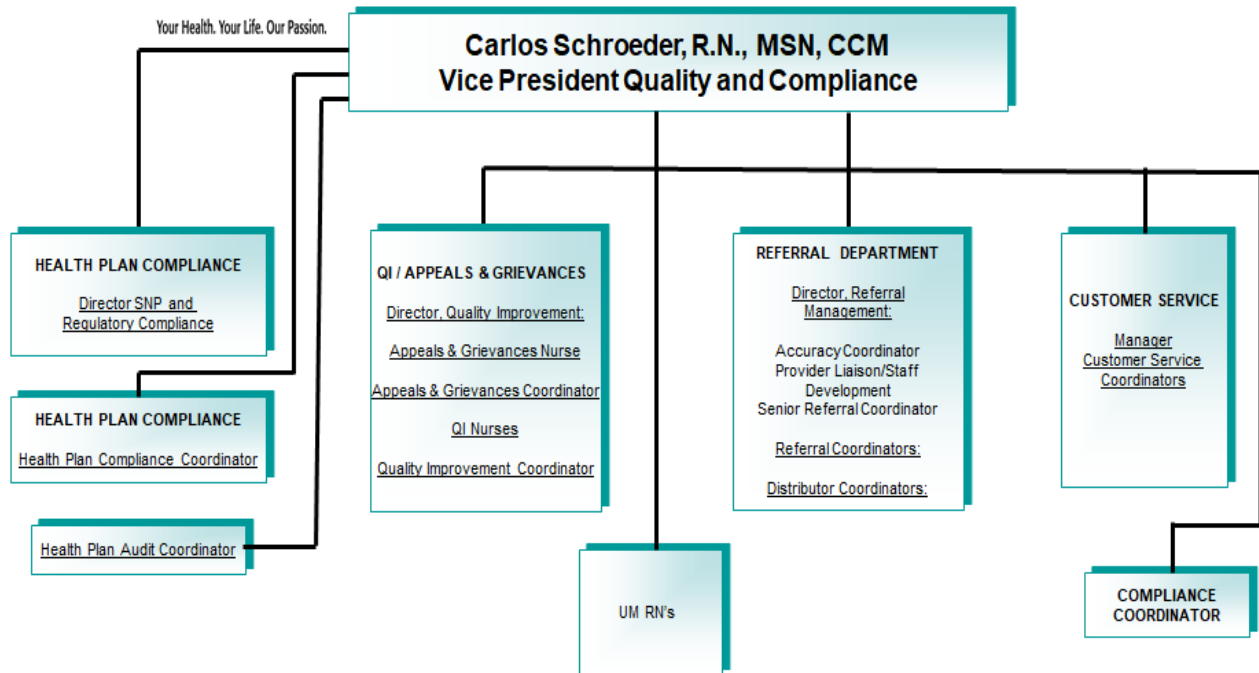 Your Health. Your Life. Our Passion.
Carlos Schroeder, R.N., MSN, CCM
Vice President Quality and Compliance
HEALTH PLAN COMPLIANCE
Director SNP and
Regulatory Compliance
HEALTH PLAN COMPLIANCE
Health Plan Compliance Coordinator
Health Plan Audit Coordinator
QI / APPEALS & GRIEVANCES
Director, Quality Improvement:
Appeals & Grievances Nurse
Appeals & Grievances Coordinator
QI Nurses
Quality Improvement Coordinator
UM RN's
REFERRAL DEPARTMENT
Director, Referral
Management:
Accuracy Coordinator
Provider Liaison/Staff
Development
Senior Referral Coordinator
Referral Coordinators:
Distributor Coordinators:
CUSTOMER SERVICE
Manager
Customer Service
Coordinators
COMPLIANCE
COORDINATOR